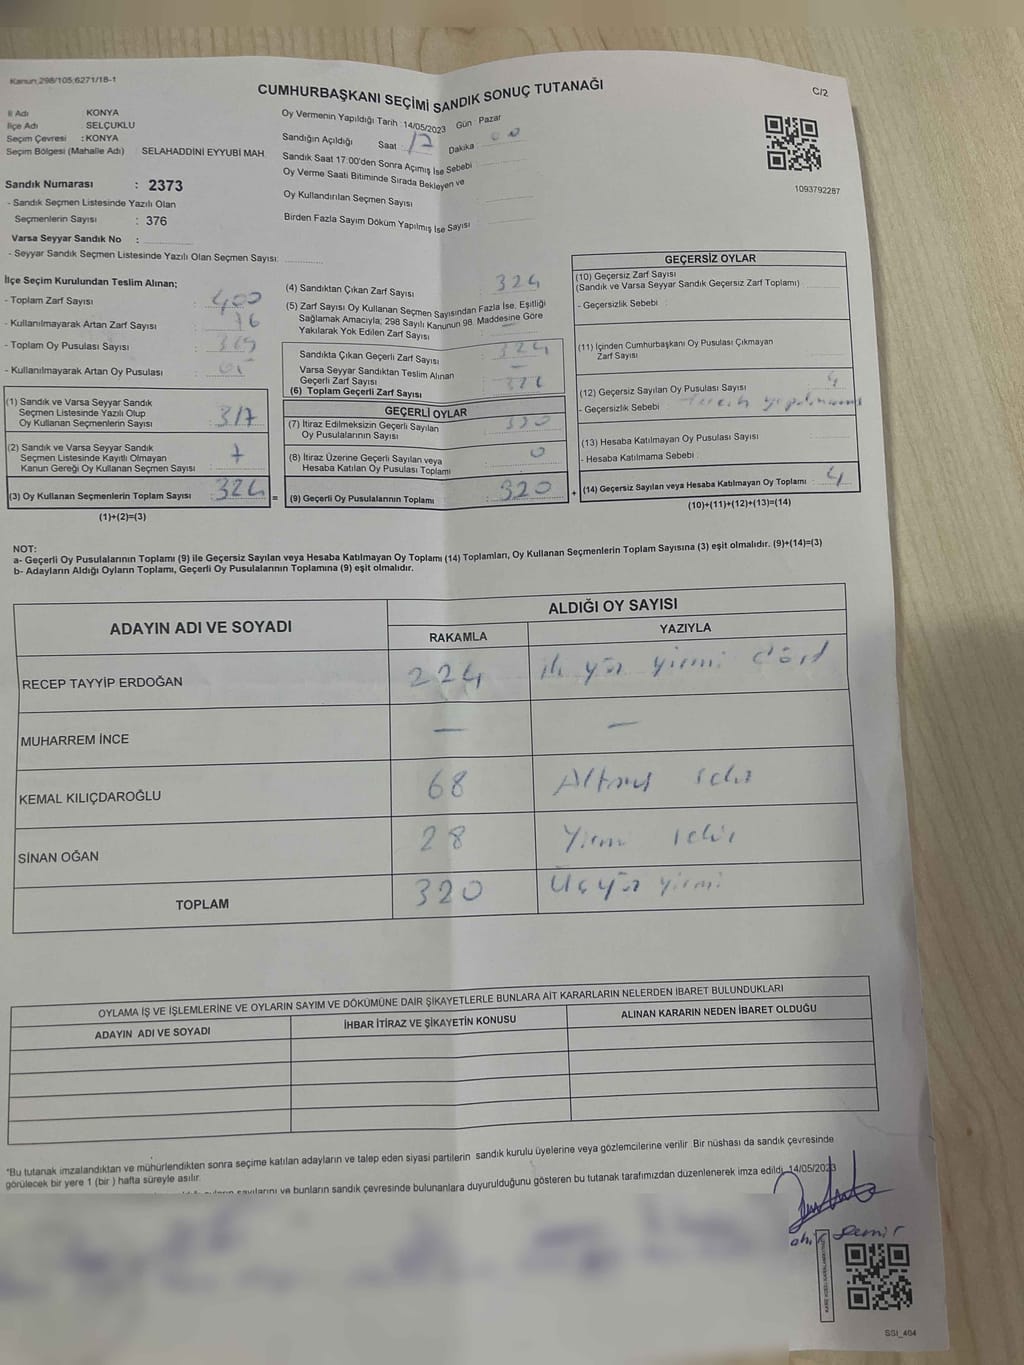 Kanun:298/105:6271/18-1
CUMHURBAŞKANI SEÇİMİ SANDIK SONUÇ TUTANAĞI
C/2
İl Adı : KONYA
İlçe Adı : SELÇUKLU
Seçim Çevresi : KONYA
Seçim Bölgesi (Mahalle Adı) : SELAHADDİNİ EYYUBİ MAH.
Sandık Numarası : 2373
- Sandık Seçmen Listesinde Yazılı Olan
Seçmenlerin Sayısı : 376
Varsa Seyyar Sandık No :
- Seyyar Sandık Seçmen Listesinde Yazılı Olan Seçmen Sayısı:
Oy Vermenin Yapıldığı Tarih : 14/05/2023 Gün : Pazar
Sandığın Açıldığı Saat : 17 Dakika : 00
Sandık Saat 17:00'den Sonra Açımış İse Sebebi :
Oy Verme Saati Bitiminde Sırada Bekleyen ve
Oy Kullandırılan Seçmen Sayısı :
Birden Fazla Sayım Döküm Yapılmış İse Sayısı :
1093792287
İlçe Seçim Kurulundan Teslim Alınan;
- Toplam Zarf Sayısı : 400
- Kullanılmayarak Artan Zarf Sayısı : 76
- Toplam Oy Pusulası Sayısı :
- Kullanılmayarak Artan Oy Pusulası :
(1) Sandık ve Varsa Seyyar Sandık
Seçmen Listesinde Yazılı Olup
Oy Kullanan Seçmenlerin Sayısı : 317
(2) Sandık ve Varsa Seyyar Sandık
Seçmen Listesinde Kayıtlı Olmayan
Kanun Gereği Oy Kullanan Seçmen Sayısı : 7
(3) Oy Kullanan Seçmenlerin Toplam Sayısı : 324 =
(1)+(2)=(3)
(4) Sandıktan Çıkan Zarf Sayısı : 324
(5) Zarf Sayısı Oy Kullanan Seçmen Sayısından Fazla İse, Eşitliği
Sağlamak Amacıyla; 298 Sayılı Kanunun 98. Maddesine Göre
Yakılarak Yok Edilen Zarf Sayısı : —
Sandıkta Çıkan Geçerli Zarf Sayısı : 324
Varsa Seyyar Sandıktan Teslim Alınan
Geçerli Zarf Sayısı : —
(6) Toplam Geçerli Zarf Sayısı : 324
GEÇERLİ OYLAR
(7) İtiraz Edilmeksizin Geçerli Sayılan
Oy Pusulalarının Sayısı : 320
(8) İtiraz Üzerine Geçerli Sayılan veya
Hesaba Katılan Oy Pusulası Toplamı : 0
(9) Geçerli Oy Pusulalarının Toplamı : 320 +
GEÇERSİZ OYLAR
(10) Geçersiz Zarf Sayısı
(Sandık ve Varsa Seyyar Sandık Geçersiz Zarf Toplamı)
- Geçersizlik Sebebi :
(11) İçinden Cumhurbaşkanı Oy Pusulası Çıkmayan
Zarf Sayısı
(12) Geçersiz Sayılan Oy Pusulası Sayısı : 4
- Geçersizlik Sebebi : tercih yapılmamış
(13) Hesaba Katılmayan Oy Pusulası Sayısı :
- Hesaba Katılmama Sebebi :
(14) Geçersiz Sayılan veya Hesaba Katılmayan Oy Toplamı : 4
(10)+(11)+(12)+(13)=(14)
NOT:
a- Geçerli Oy Pusulalarının Toplamı (9) ile Geçersiz Sayılan veya Hesaba Katılmayan Oy Toplamı (14) Toplamları, Oy Kullanan Seçmenlerin Toplam Sayısına (3) eşit olmalıdır. (9)+(14)=(3)
b- Adayların Aldığı Oyların Toplamı, Geçerli Oy Pusulalarının Toplamına (9) eşit olmalıdır.
ADAYIN ADI VE SOYADI
ALDIĞI OY SAYISI
RAKAMLA YAZIYLA
RECEP TAYYİP ERDOĞAN 224 iki yüz yirmi dört
MUHARREM İNCE — —
KEMAL KILIÇDAROĞLU 68 Altmış sekiz
SİNAN OĞAN 28 Yirmi sekiz
TOPLAM 320 Üçyüz yirmi
OYLAMA İŞ VE İŞLEMLERİNE VE OYLARIN SAYIM VE DÖKÜMÜNE DAİR ŞİKAYETLERLE BUNLARA AİT KARARLARIN NELERDEN İBARET BULUNDUKLARI
ADAYIN ADI VE SOYADI İHBAR İTİRAZ VE ŞİKAYETİN KONUSU ALINAN KARARIN NEDEN İBARET OLDUĞU
*Bu tutanak imzalandıktan ve mühürlendikten sonra seçime katılan adayların ve talep eden siyasi partilerin sandık kurulu üyelerine veya gözlemcilerine verilir. Bir nüshası da sandık çevresinde
görülecek bir yere 1 (bir ) hafta süreyle asılır.
sayılarını ve bunların sandık çevresinde bulunanlara duyurulduğunu gösteren bu tutanak tarafımızdan düzenlenerek imza edildi. 14/05/2023
Demir
SSI_404